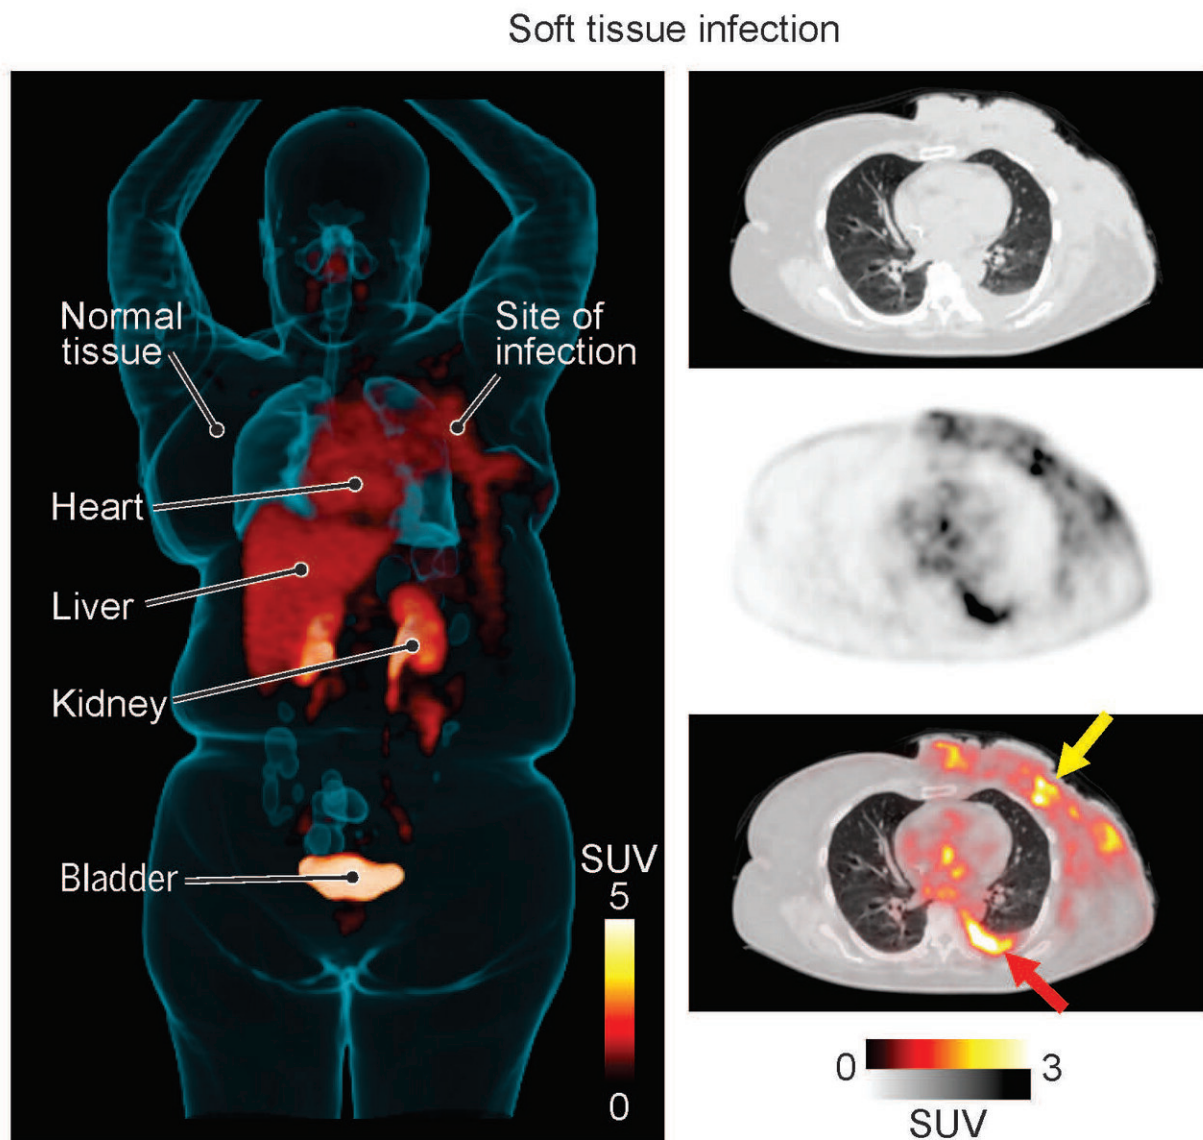 Soft tissue infection
Normal
tissue
Site of
infection
Heart
Liver
Kidney
Bladder
SUV
5
0
0
3
SUV